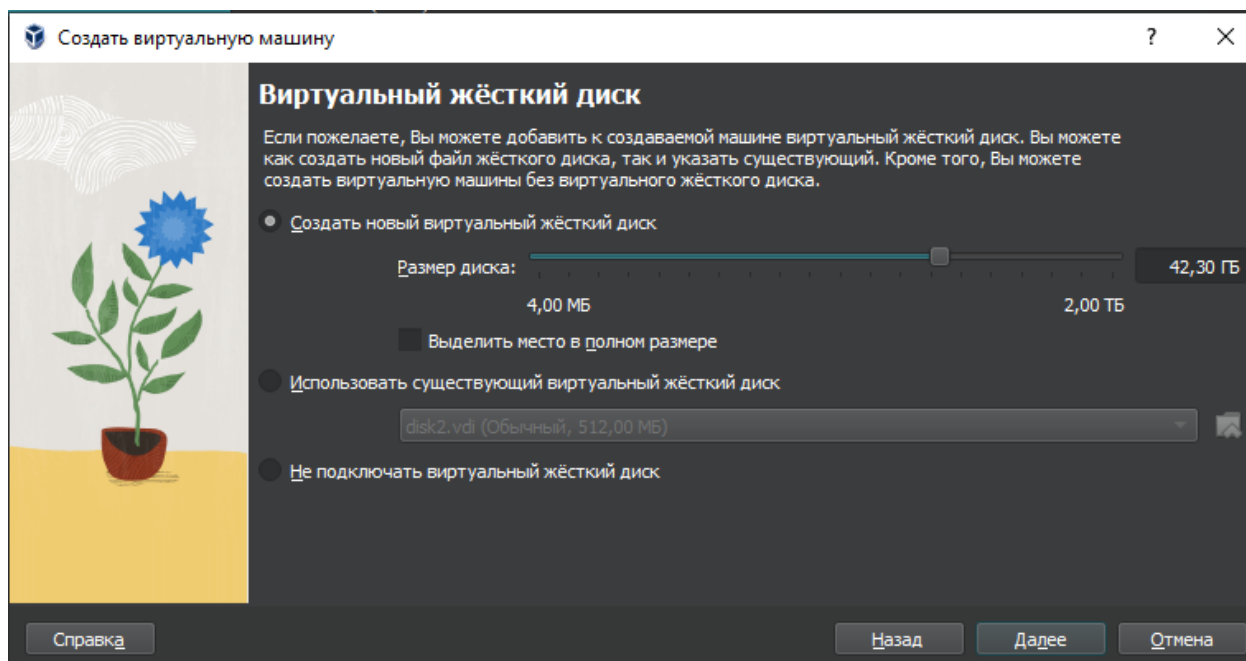 Создать виртуальную машину
?
Виртуальный жёсткий диск
Если пожелаете, Вы можете добавить к создаваемой машине виртуальный жёсткий диск. Вы можете
как создать новый файл жёсткого диска, так и указать существующий. Кроме того, Вы можете
создать виртуальную машины без виртуального жёсткого диска.
Создать новый виртуальный жёсткий диск
Размер диска: 42,30 ГБ
4,00 МБ 2,00 ТБ
Выделить место в полном размере
Использовать существующий виртуальный жёсткий диск
disk2.vdi (Обычный, 512,00 МБ)
Не подключать виртуальный жёсткий диск
Справка Назад Далее Отмена